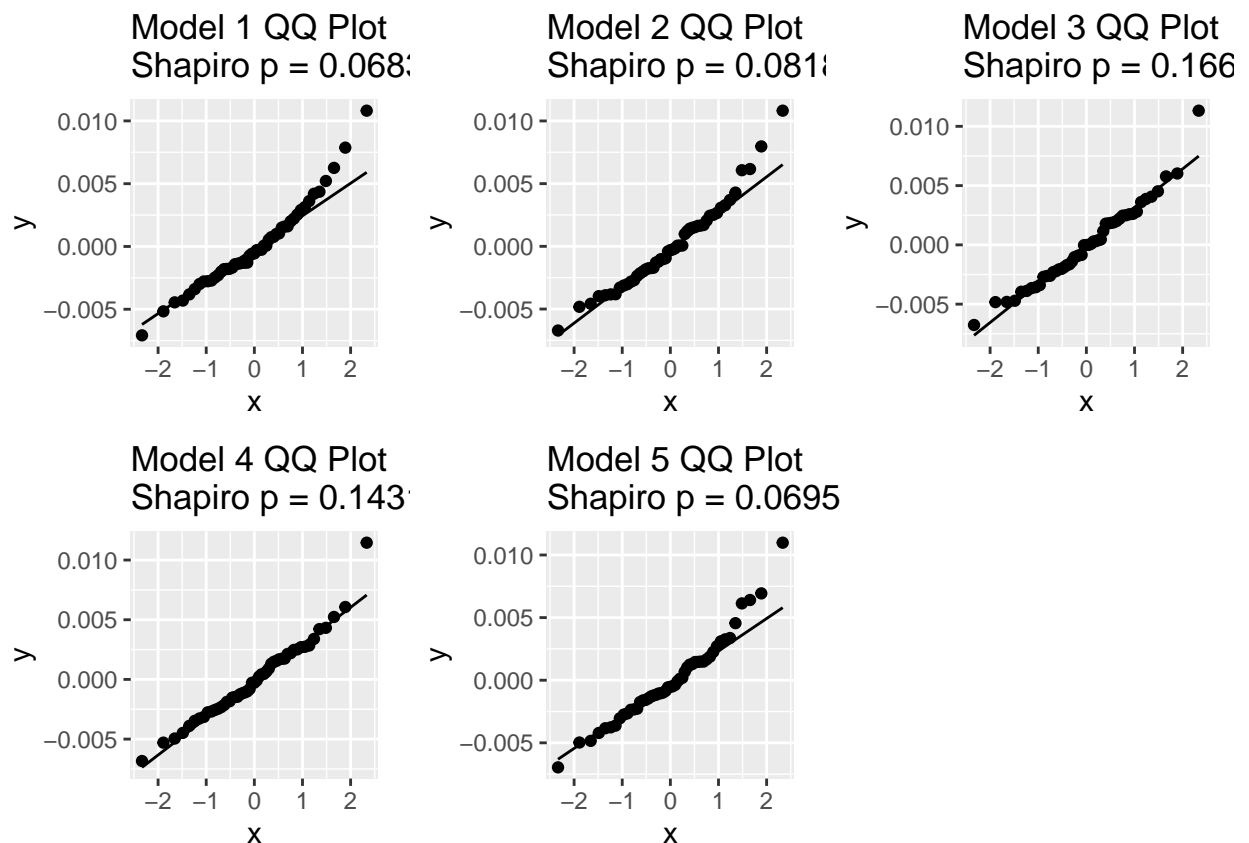 Model 1 QQ Plot
Shapiro p = 0.068
0.010
0.005
0.000
−0.005
−2 −1 0 1 2
x
y
Model 2 QQ Plot
Shapiro p = 0.081
0.010
0.005
0.000
−0.005
−2 −1 0 1 2
x
y
Model 3 QQ Plot
Shapiro p = 0.166
0.010
0.005
0.000
−0.005
−2 −1 0 1 2
x
y
Model 4 QQ Plot
Shapiro p = 0.143
0.010
0.005
0.000
−0.005
−2 −1 0 1 2
x
y
Model 5 QQ Plot
Shapiro p = 0.0695
0.010
0.005
0.000
−0.005
−2 −1 0 1 2
x
y